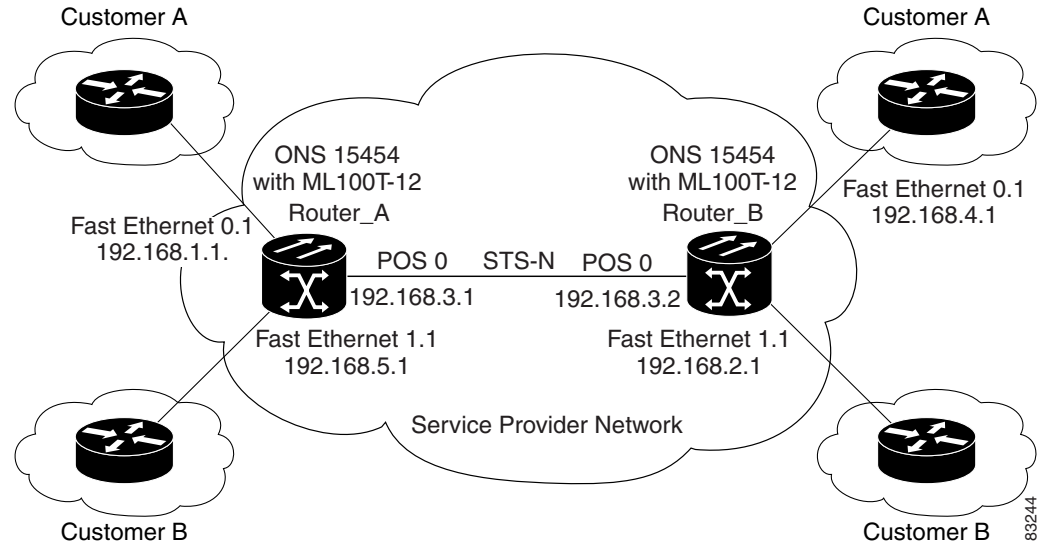 Customer A
Customer A
ONS 15454
with ML100T-12
Router_A
ONS 15454
with ML100T-12
Router_B
Fast Ethernet 0.1
192.168.1.1.
Fast Ethernet 0.1
192.168.4.1
POS 0
STS-N
POS 0
192.168.3.1
192.168.3.2
Fast Ethernet 1.1
192.168.5.1
Fast Ethernet 1.1
192.168.2.1
Service Provider Network
Customer B
Customer B
83244